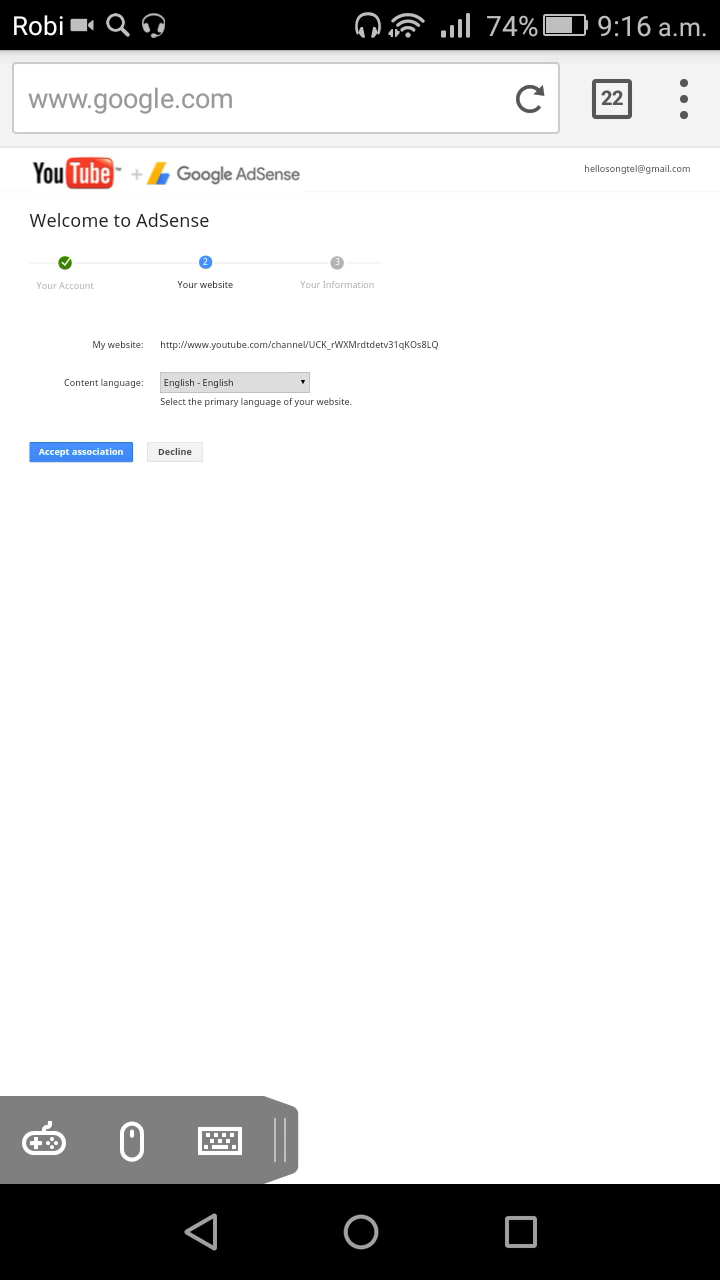 Robi 74% 9:16 a.m.
www.google.com 22
YouTube™ + Google AdSense hellosongtel@gmail.com
Welcome to AdSense
2 3
Your Account Your website Your Information
My website: http://www.youtube.com/channel/UCK_rWXMrdtdetv31qKOs8LQ
Content language: English - English
Select the primary language of your website.
Accept association Decline